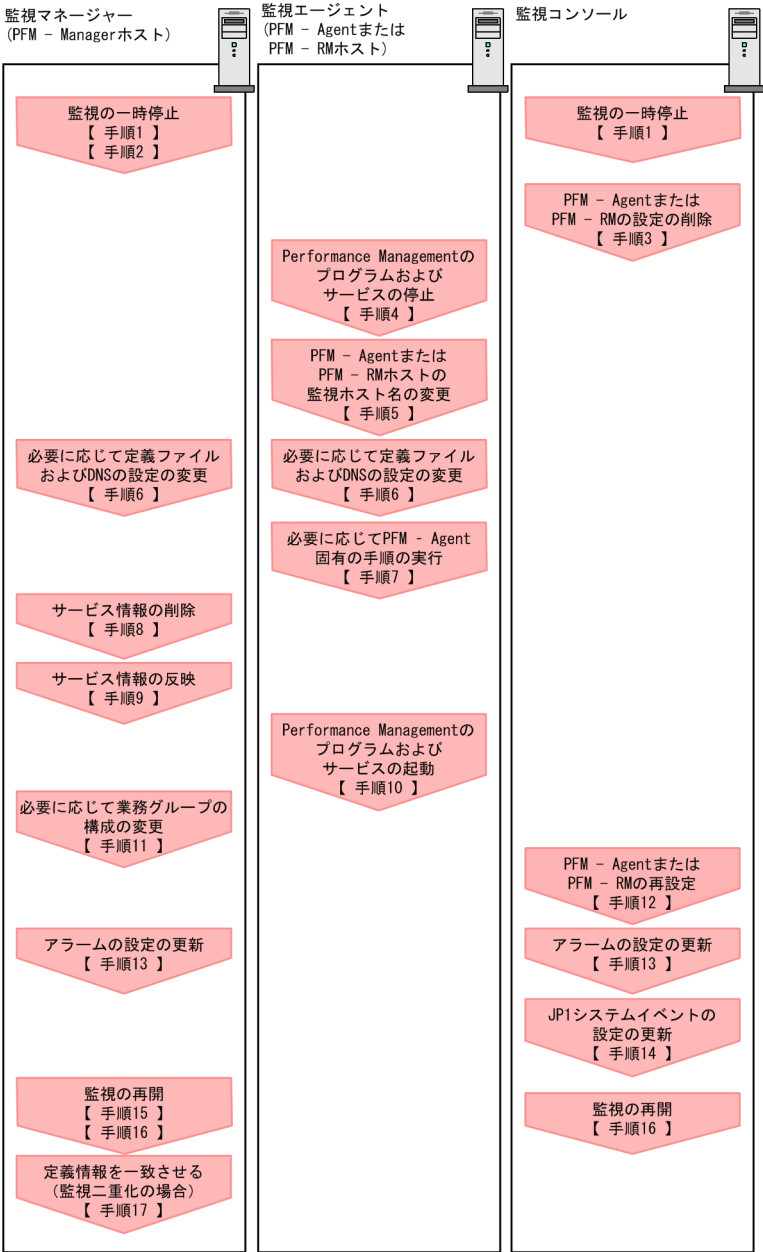 監視マネージャー
(PFM － Managerホスト)
監視エージェント
(PFM － Agentまたは
PFM － RMホスト)
監視コンソール
監視の一時停止
【 手順1 】
【 手順2 】
監視の一時停止
【 手順1 】
PFM － Agentまたは
PFM － RMの設定の削除
【 手順3 】
Performance Managementの
プログラムおよび
サービスの停止
【 手順4 】
PFM － Agentまたは
PFM － RMホストの
監視ホスト名の変更
【 手順5 】
必要に応じて定義ファイル
およびDNSの設定の変更
【 手順6 】
必要に応じて定義ファイル
およびDNSの設定の変更
【 手順6 】
必要に応じてPFM - Agent
固有の手順の実行
【 手順7 】
サービス情報の削除
【 手順8 】
サービス情報の反映
【 手順9 】
Performance Managementの
プログラムおよび
サービスの起動
【 手順10 】
必要に応じて業務グループの
構成の変更
【 手順11 】
PFM － Agentまたは
PFM － RMの再設定
【 手順12 】
アラームの設定の更新
【 手順13 】
アラームの設定の更新
【 手順13 】
JP1システムイベントの
設定の更新
【 手順14 】
監視の再開
【 手順15 】
【 手順16 】
監視の再開
【 手順16 】
定義情報を一致させる
(監視二重化の場合)
【 手順17 】